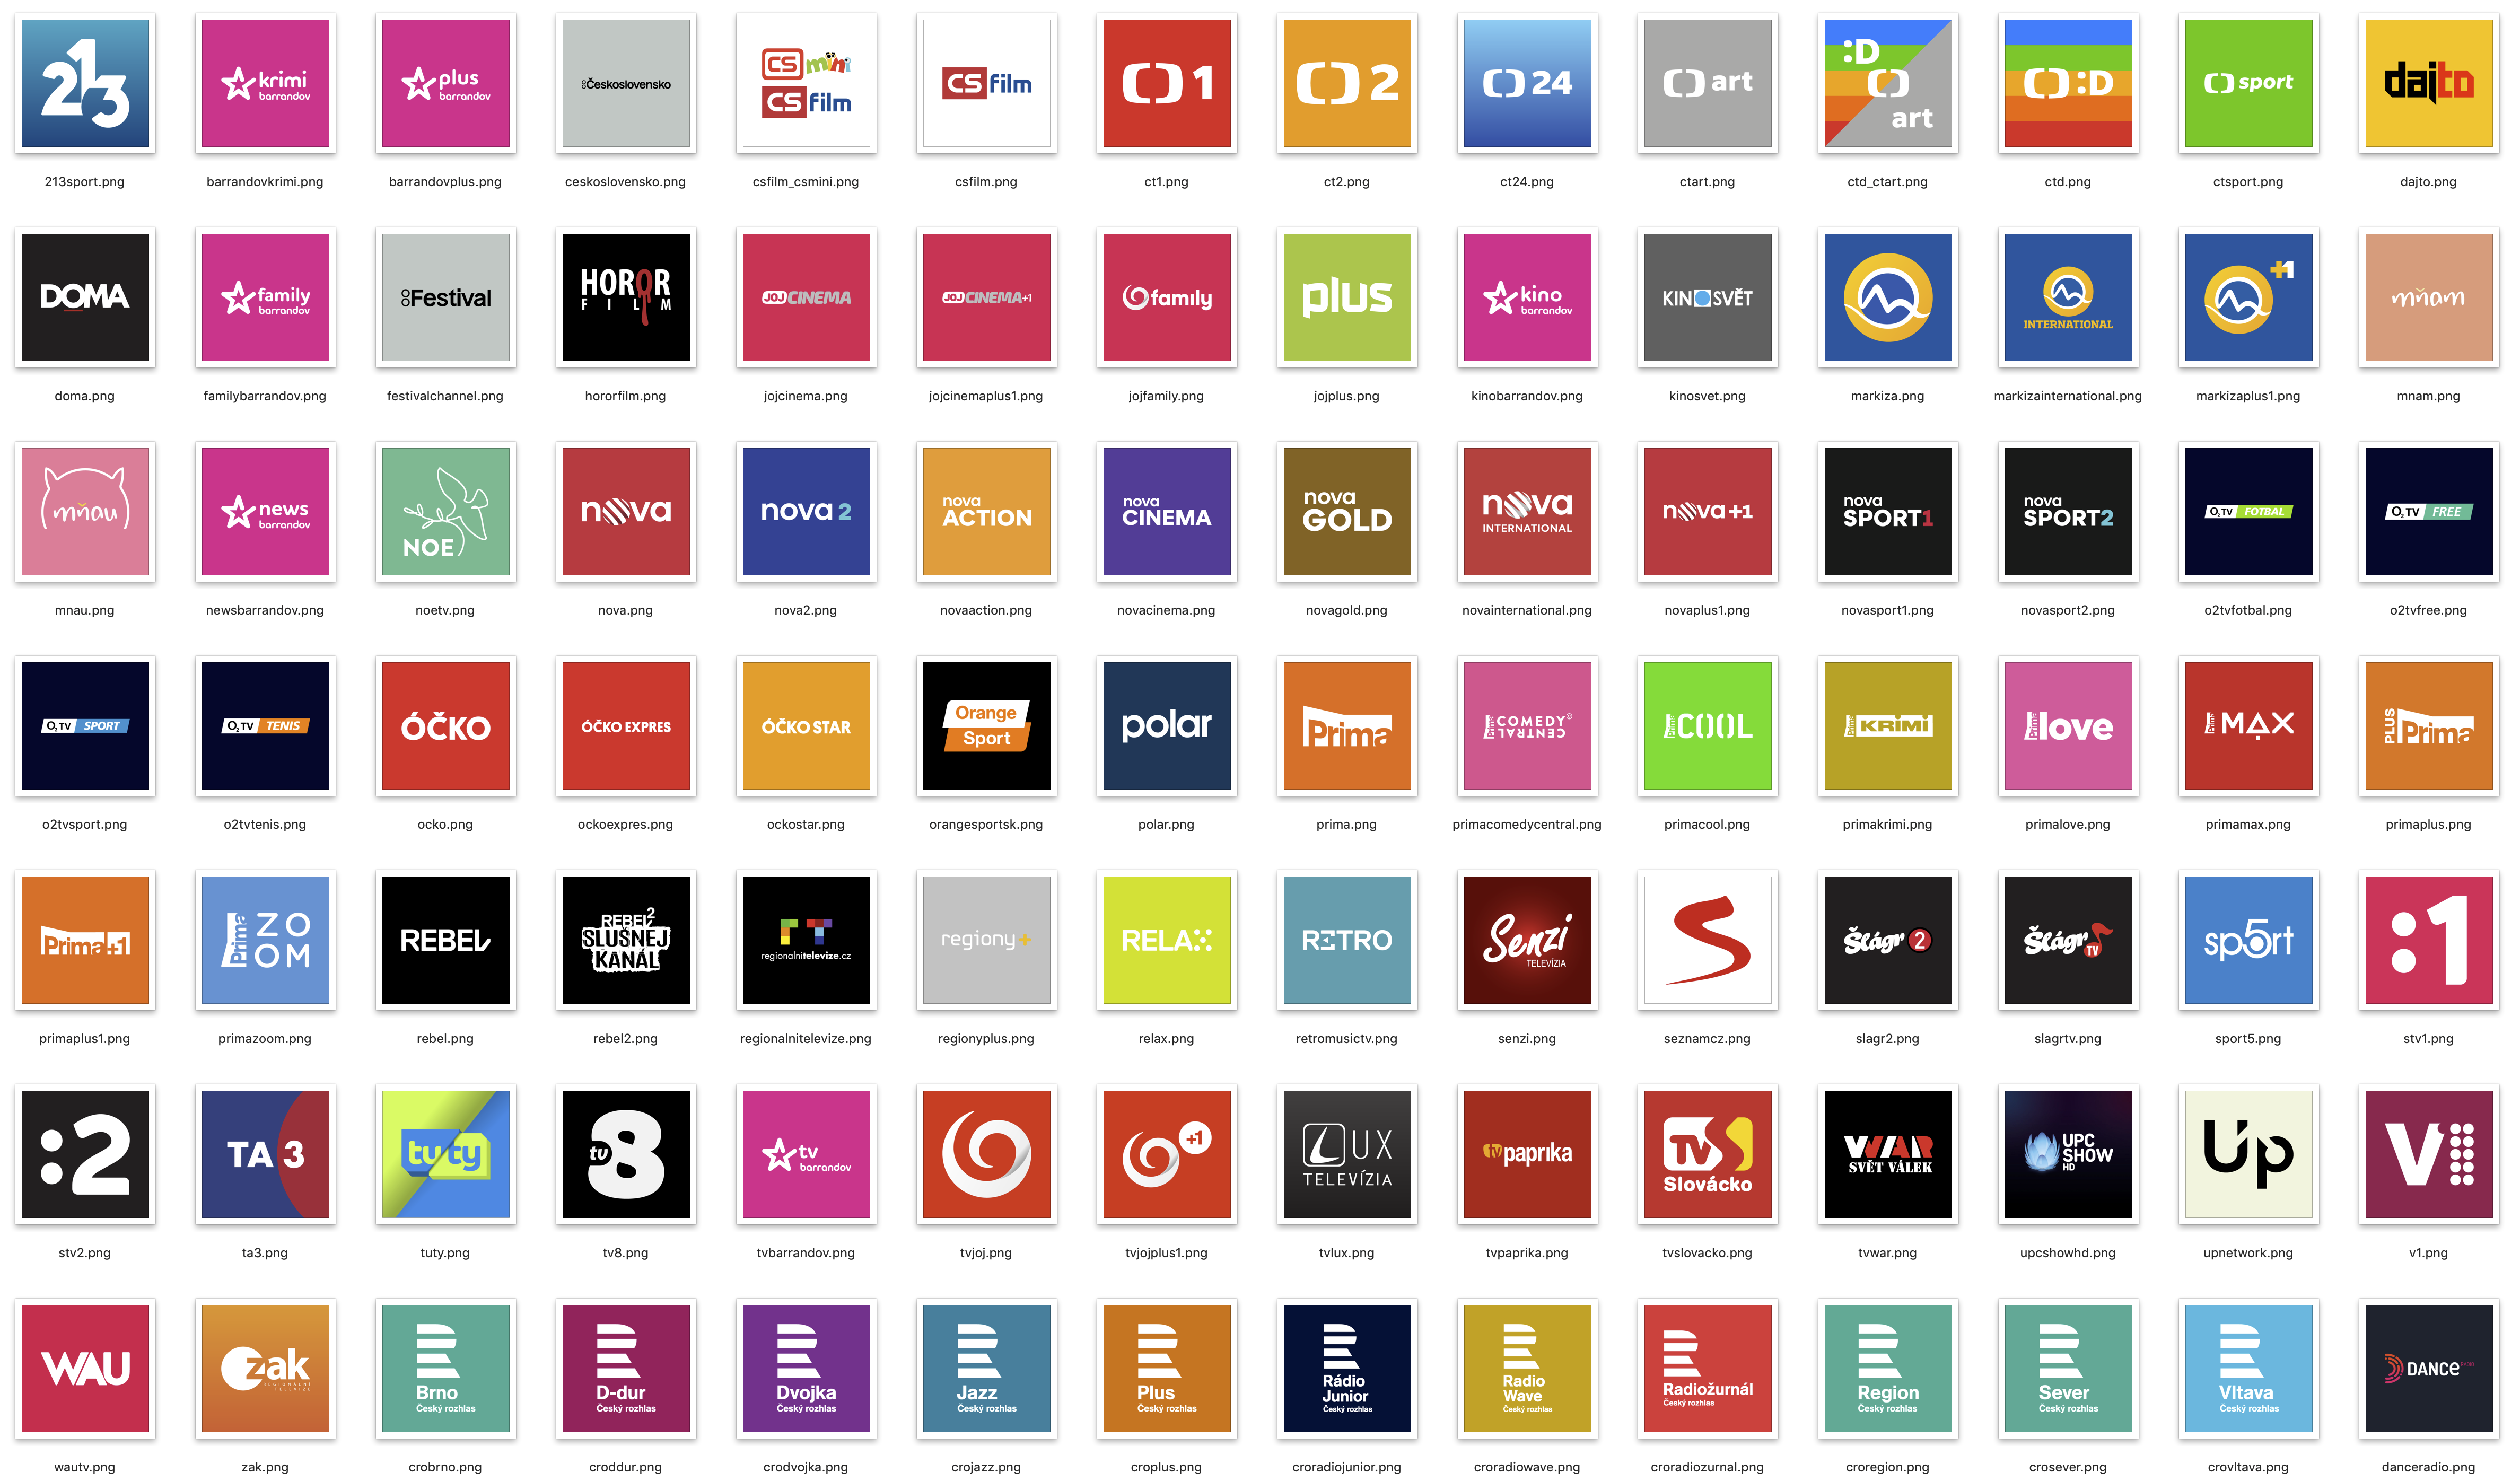 213
krimi
barrandov
plus
barrandov
Československo
CS mini
CS film
CS film
1
2
24
art
:D
art
:D
sport
dajto
213sport.png
barrandovkrimi.png
barrandovplus.png
ceskoslovensko.png
csfilm_csmini.png
csfilm.png
ct1.png
ct2.png
ct24.png
ctart.png
ctd_ctart.png
ctd.png
ctsport.png
dajto.png
DOMA
family
barrandov
Festival
HOROR
FILM
JOJ CINEMA
JOJ CINEMA+1
family
plus
kino
barrandov
KINOSVĚT
INTERNATIONAL
+1
mňam
doma.png
familybarrandov.png
festivalchannel.png
hororfilm.png
jojcinema.png
jojcinemaplus1.png
jojfamily.png
jojplus.png
kinobarrandov.png
kinosvet.png
markiza.png
markizainternational.png
markizaplus1.png
mnam.png
mňau
news
barrandov
NOE
nova
nova 2
nova
ACTION
nova
CINEMA
nova
GOLD
nova
INTERNATIONAL
nova+1
nova
SPORT1
nova
SPORT2
O2 TV FOTBAL
O2 TV FREE
mnau.png
newsbarrandov.png
noetv.png
nova.png
nova2.png
novaaction.png
novacinema.png
novagold.png
novainternational.png
novaplus1.png
novasport1.png
novasport2.png
o2tvfotbal.png
o2tvfree.png
O2 TV SPORT
O2 TV TENIS
ÓČKO
ÓČKO EXPRES
ÓČKO STAR
Orange
Sport
polar
Prima
Prima COMEDY
CENTRAL
Prima COOL
Prima KRiMi
Prima love
Prima MAX
PLUS Prima
o2tvsport.png
o2tvtenis.png
ocko.png
ockoexpres.png
ockostar.png
orangesportsk.png
polar.png
prima.png
primacomedycentral.png
primacool.png
primakrimi.png
primalove.png
primamax.png
primaplus.png
Prima+1
Prima ZO
OM
REBEL
REBEL2
SLUŠNEJ
KANÁL
regionalnitelevize.cz
regiony+
RELAX
RETRO
Senzi
TELEVÍZIA
Šlágr 2
Šlágr TV
sp5rt
:1
primaplus1.png
primazoom.png
rebel.png
rebel2.png
regionalnitelevize.png
regionyplus.png
relax.png
retromusictv.png
senzi.png
seznamcz.png
slagr2.png
slagrtv.png
sport5.png
stv1.png
:2
TA3
tuty
tv8
tv
barrandov
+1
LUX
TELEVÍZIA
tv paprika
TVS
Slovácko
WAR
SVĚT VÁLEK
UPC
SHOW
HD
Up
V1
stv2.png
ta3.png
tuty.png
tv8.png
tvbarrandov.png
tvjoj.png
tvjojplus1.png
tvlux.png
tvpaprika.png
tvslovacko.png
tvwar.png
upcshowhd.png
upnetwork.png
v1.png
WAU
zak
REGIONÁLNÍ
TELEVIZE
Brno
Český rozhlas
D-dur
Český rozhlas
Dvojka
Český rozhlas
Jazz
Český rozhlas
Plus
Český rozhlas
Rádio
Junior
Český rozhlas
Radio
Wave
Český rozhlas
Radiožurnál
Český rozhlas
Region
Český rozhlas
Sever
Český rozhlas
Vltava
Český rozhlas
DANCE
wautv.png
zak.png
crobrno.png
croddur.png
crodvojka.png
crojazz.png
croplus.png
croradiojunior.png
croradiowave.png
croradiozurnal.png
croregion.png
crosever.png
crovltava.png
danceradio.png